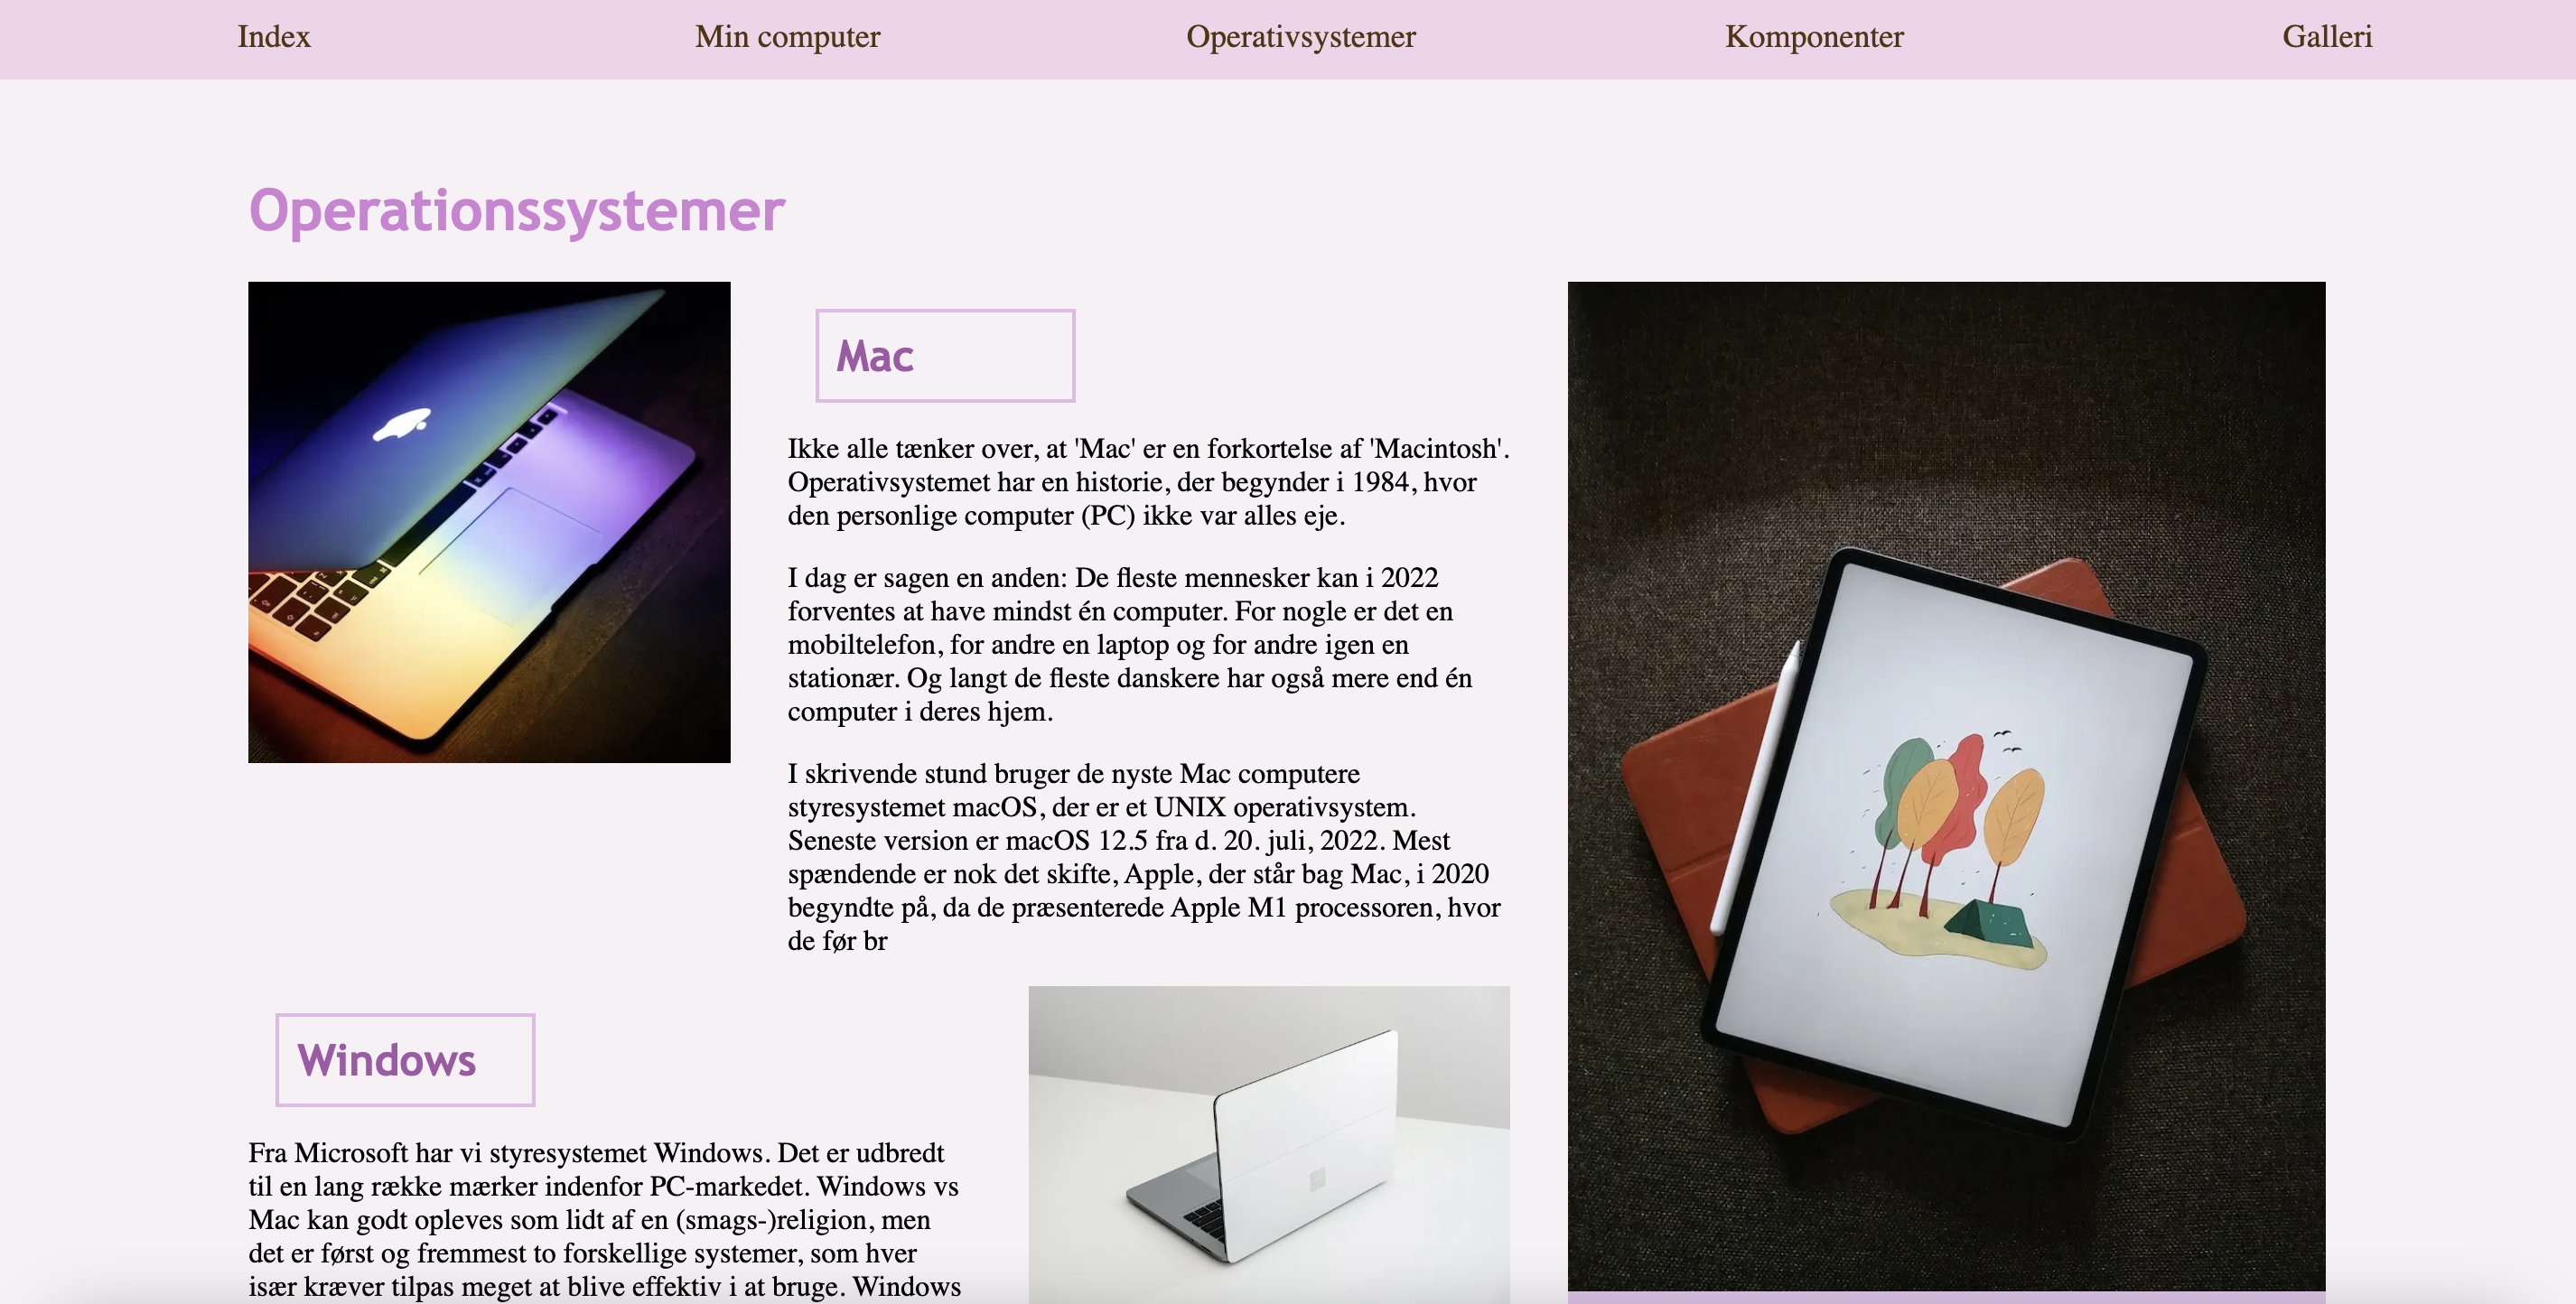 Index
Min computer
Operativsystemer
Komponenter
Galleri
Operationssystemer
Mac
Ikke alle tænker over, at 'Mac' er en forkortelse af 'Macintosh'.
Operativsystemet har en historie, der begynder i 1984, hvor
den personlige computer (PC) ikke var alles eje.
I dag er sagen en anden: De fleste mennesker kan i 2022
forventes at have mindst én computer. For nogle er det en
mobiltelefon, for andre en laptop og for andre igen en
stationær. Og langt de fleste danskere har også mere end én
computer i deres hjem.
I skrivende stund bruger de nyste Mac computere
styresystemet macOS, der er et UNIX operativsystem.
Seneste version er macOS 12.5 fra d. 20. juli, 2022. Mest
spændende er nok det skifte, Apple, der står bag Mac, i 2020
begyndte på, da de præsenterede Apple M1 processoren, hvor
de før br
Windows
Fra Microsoft har vi styresystemet Windows. Det er udbredt
til en lang række mærker indenfor PC-markedet. Windows vs
Mac kan godt opleves som lidt af en (smags-)religion, men
det er først og fremmest to forskellige systemer, som hver
især kræver tilpas meget at blive effektiv i at bruge. Windows